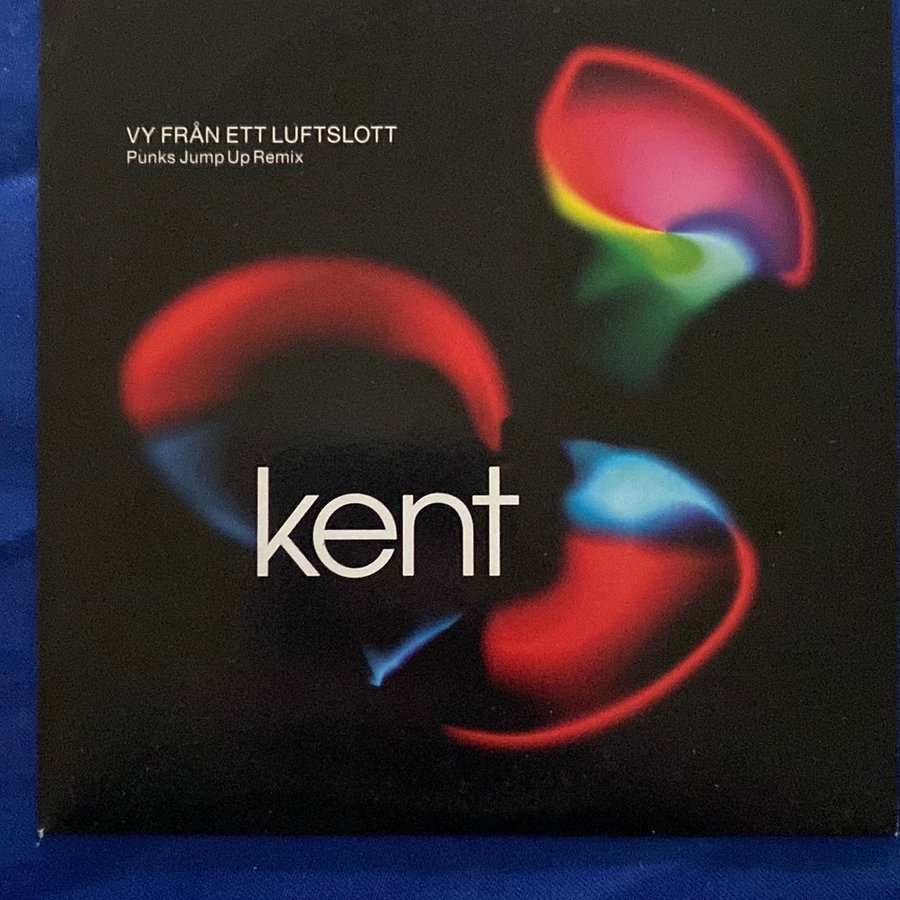 VY FRÅN ETT LUFTSLOTT
Punks Jump Up Remix
kent